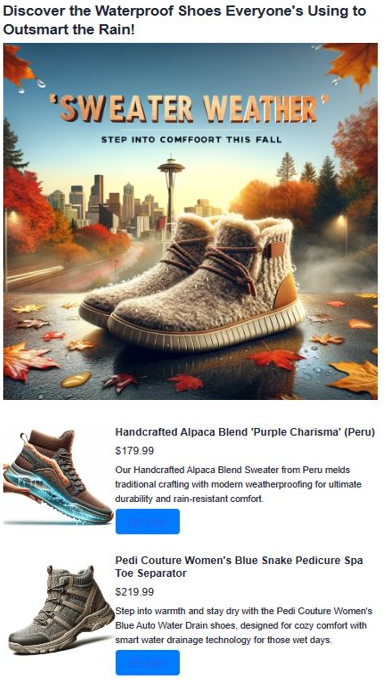 Discover the Waterproof Shoes Everyone's Using to
Outsmart the Rain!
'SWEATER WEATHER'
STEP INTO COMFFOORT THIS FALL
Handcrafted Alpaca Blend 'Purple Charisma' (Peru)
$179.99
Our Handcrafted Alpaca Blend Sweater from Peru melds
traditional crafting with modern weatherproofing for ultimate
durability and rain-resistant comfort.
Pedi Couture Women's Blue Snake Pedicure Spa
Toe Separator
$219.99
Step into warmth and stay dry with the Pedi Couture Women's
Blue Auto Water Drain shoes, designed for cozy comfort with
smart water drainage technology for those wet days.